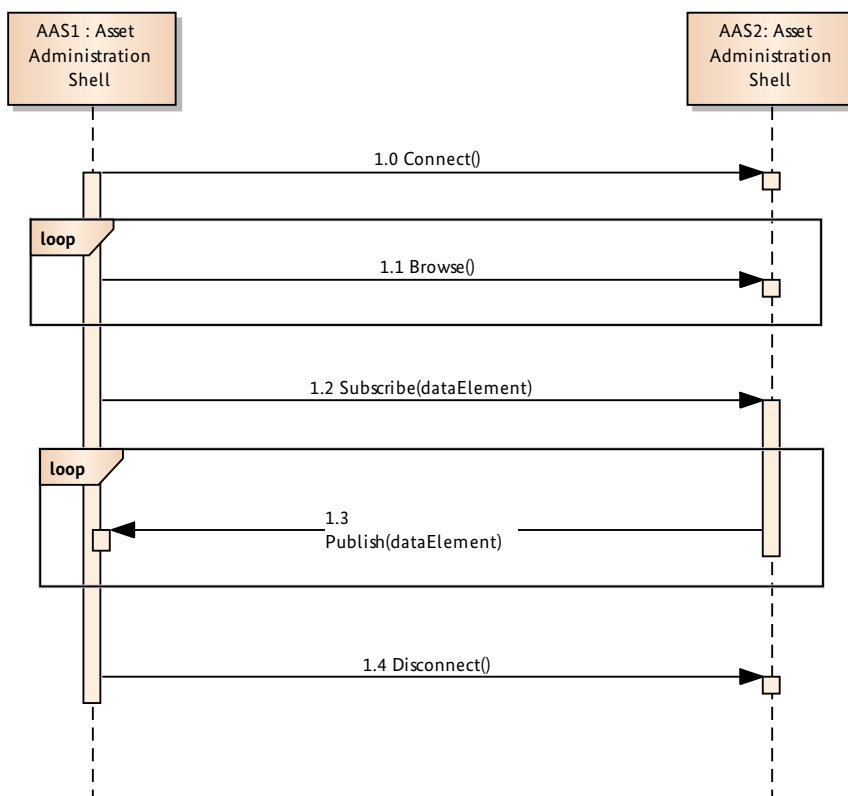 AAS1 : Asset
Administration
Shell
AAS2: Asset
Administration
Shell
1.0 Connect()
loop
1.1 Browse()
1.2 Subscribe(dataElement)
loop
1.3
Publish(dataElement)
1.4 Disconnect()